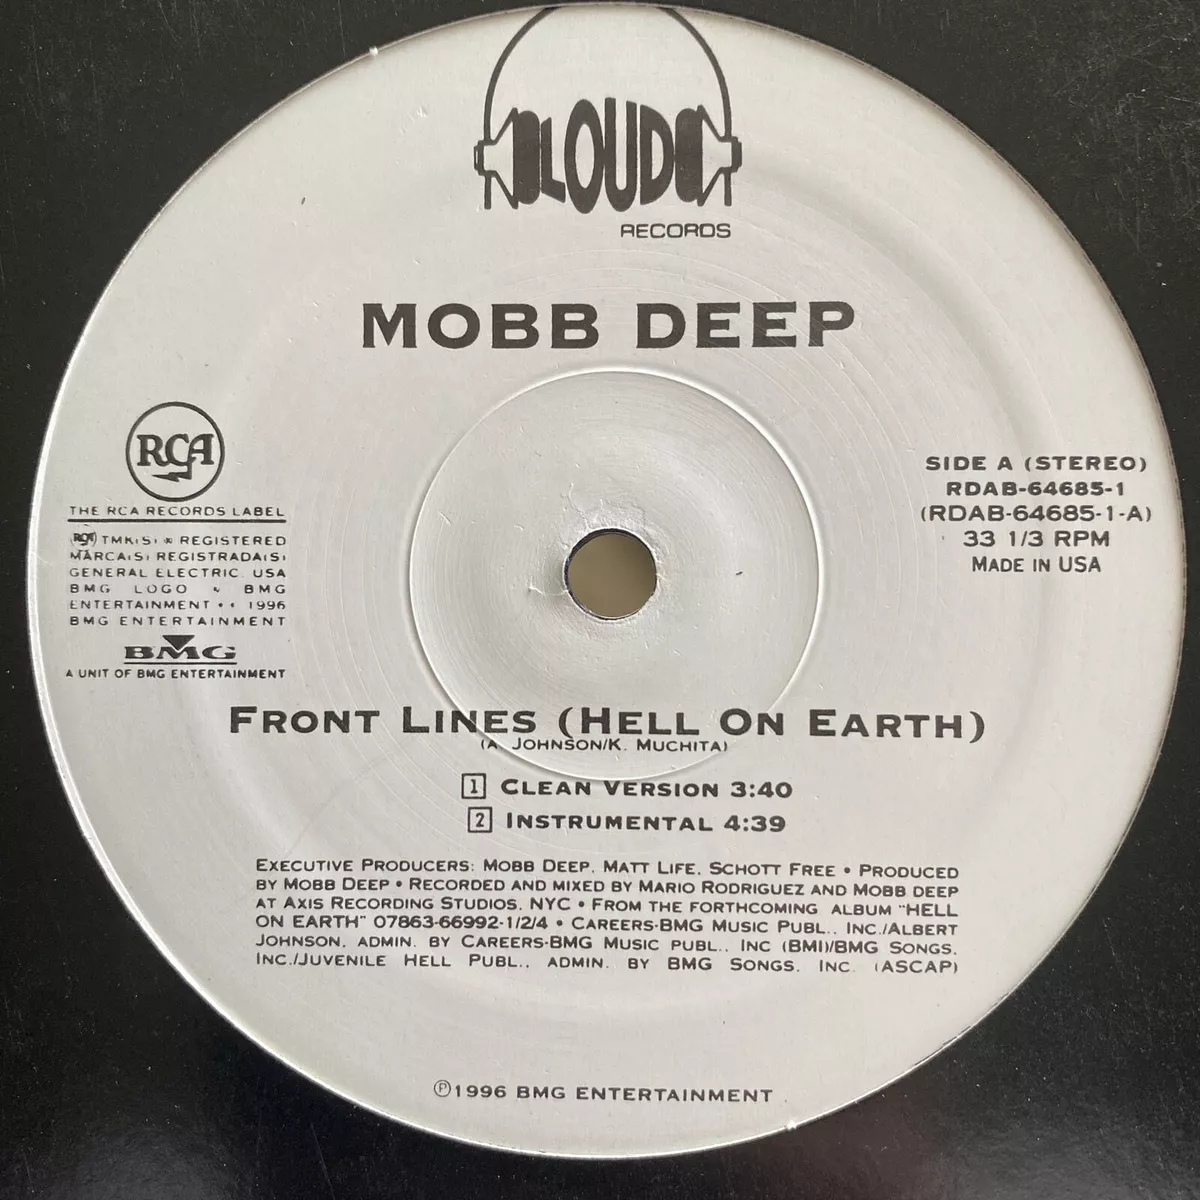 LOUD
RECORDS
MOBB DEEP
RCA
THE RCA RECORDS LABEL
TMK(S) ® REGISTERED
MARCA(S) REGISTRADA(S)
GENERAL ELECTRIC. USA
BMG LOGO BMG
ENTERTAINMENT • • 1996
BMG ENTERTAINMENT
BMG
A UNIT OF BMG ENTERTAINMENT
SIDE A (STEREO)
RDAB-64685-1
(RDAB-64685-1-A)
33 1/3 RPM
MADE IN USA
FRONT LINES (HELL ON EARTH)
(A. JOHNSON/K. MUCHITA)
1 CLEAN VERSION 3:40
2 INSTRUMENTAL 4:39
EXECUTIVE PRODUCERS: MOBB DEEP, MATT LIFE, SCHOTT FREE • PRODUCED
BY MOBB DEEP • RECORDED AND MIXED BY MARIO RODRIGUEZ AND MOBB DEEP
AT AXIS RECORDING STUDIOS, NYC • FROM THE FORTHCOMING ALBUM "HELL
ON EARTH" 07863-66992-1/2/4 • CAREERS-BMG MUSIC PUBL., INC./ALBERT
JOHNSON, ADMIN. BY CAREERS-BMG MUSIC PUBL., INC (BMI)/BMG SONGS,
INC./JUVENILE HELL PUBL., ADMIN. BY BMG SONGS, INC. (ASCAP)
℗1996 BMG ENTERTAINMENT